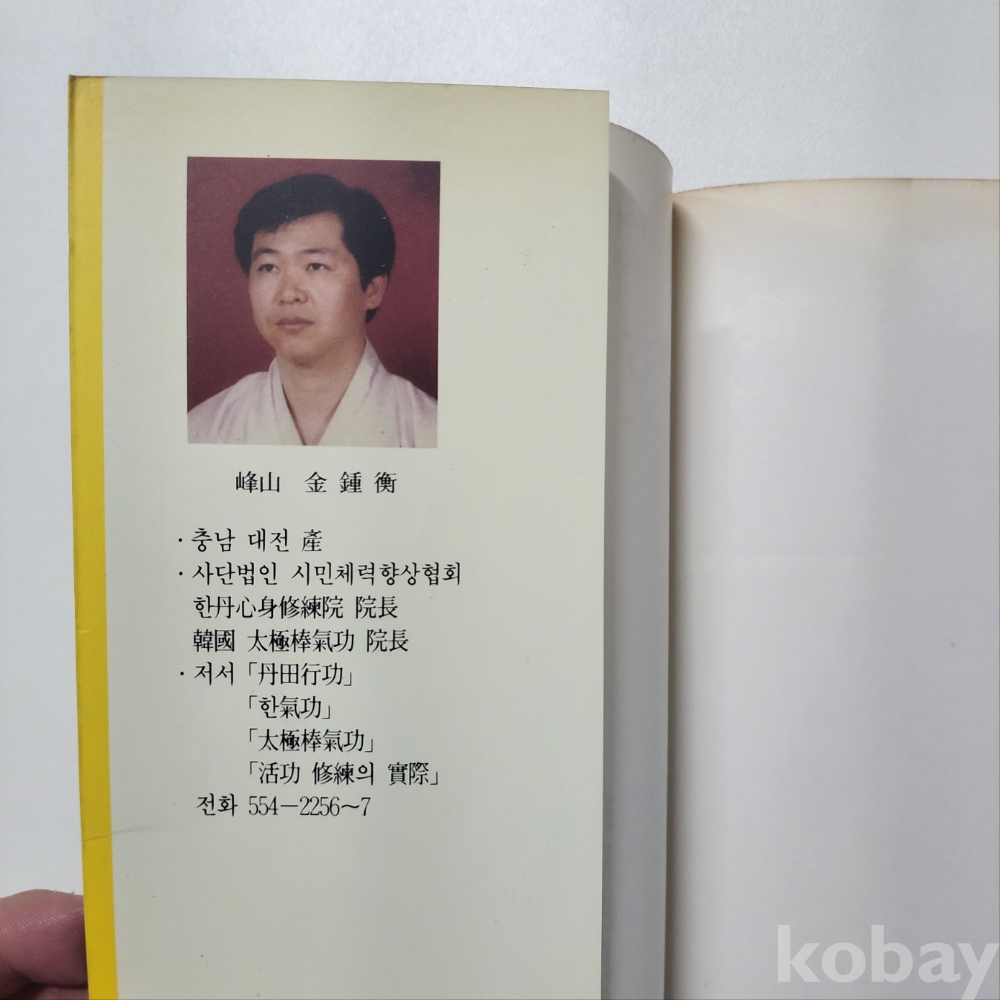 峰山 金鍾衡
· 충남 대전 產
· 사단법인 시민체력향상협회
한丹心身修練院 院長
韓國 太極棒氣功 院長
· 저서 「丹田行功」
「한氣功」
「太極棒氣功」
「活功 修練의 實際」
전화 554-2256~7
kobay